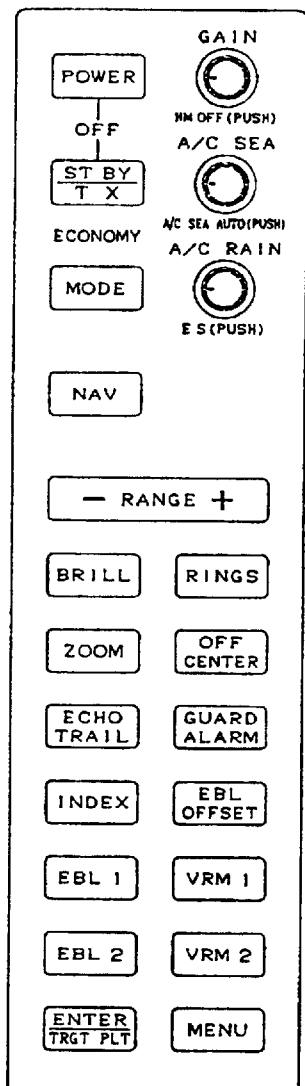 GAIN
POWER
HM OFF (PUSH)
OFF
A/C SEA
ST BY
T X
A/C SEA AUTO(PUSH)
ECONOMY
A/C RAIN
MODE
E S (PUSH)
NAV
− RANGE +
BRILL
RINGS
ZOOM
OFF
CENTER
ECHO
TRAIL
GUARD
ALARM
INDEX
EBL
OFFSET
EBL 1
VRM 1
EBL 2
VRM 2
ENTER
TRGT PLT
MENU